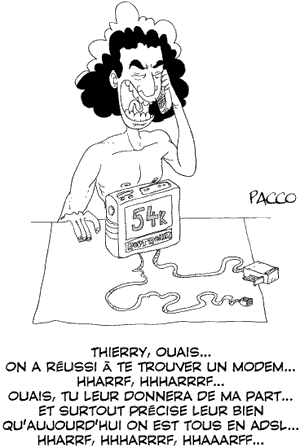 PACCO
54K
THIERRY, OUAIS...
ON A RÉUSSI À TE TROUVER UN MODEM...
HHARRF, HHHARRRF...
OUAIS, TU LEUR DONNERA DE MA PART...
ET SURTOUT PRÉCISE LEUR BIEN
QU'AUJOURD'HUI ON EST TOUS EN ADSL...
HHARRF, HHHARRRF, HHAAARFF...